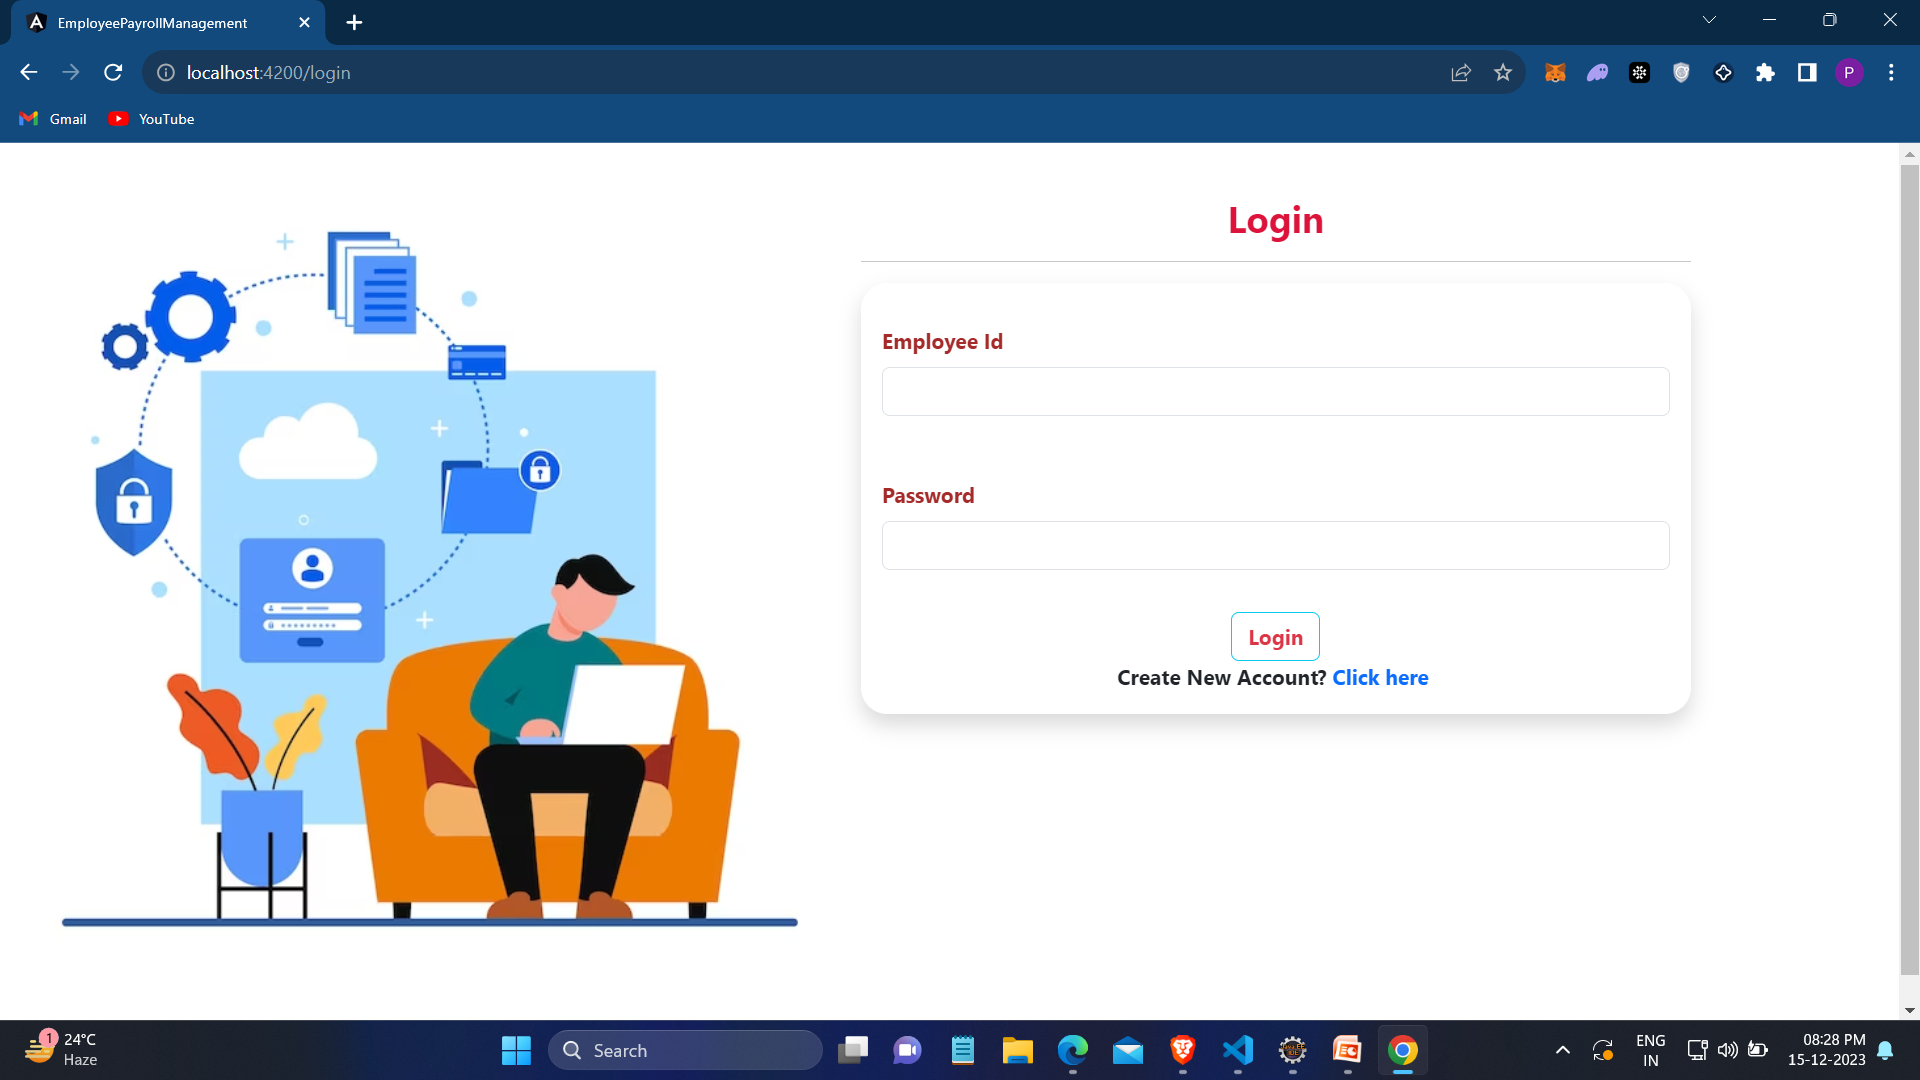 EmployeePayrollManagement
localhost:4200/login
P
Gmail
YouTube
Login
Employee Id
Password
Login
Create New Account? Click here
1
24°C
Haze
Search
ENG
IN
08:28 PM
15-12-2023